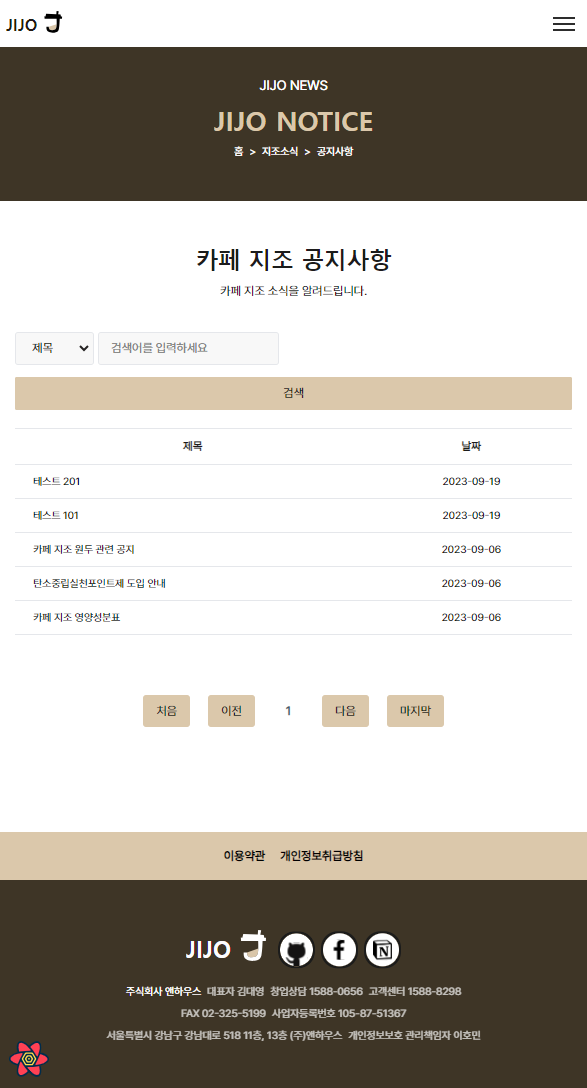 JIJO
JIJO NEWS
JIJO NOTICE
홈 > 지조소식 > 공지사항
카페 지조 공지사항
카페 지조 소식을 알려드립니다.
제목 검색어를 입력하세요
검색
제목 날짜
테스트 201 2023-09-19
테스트 101 2023-09-19
카페 지조 원두 관련 공지 2023-09-06
탄소중립실천포인트제 도입 안내 2023-09-06
카페 지조 영양성분표 2023-09-06
처음 이전 1 다음 마지막
이용약관 개인정보취급방침
JIJO
주식회사 앤하우스 대표자 김대영 창업상담 1588-0656 고객센터 1588-8298
FAX 02-325-5199 사업자등록번호 105-87-51367
서울특별시 강남구 강남대로 518 11층, 13층 (주)앤하우스 개인정보보호 관리책임자 이호민